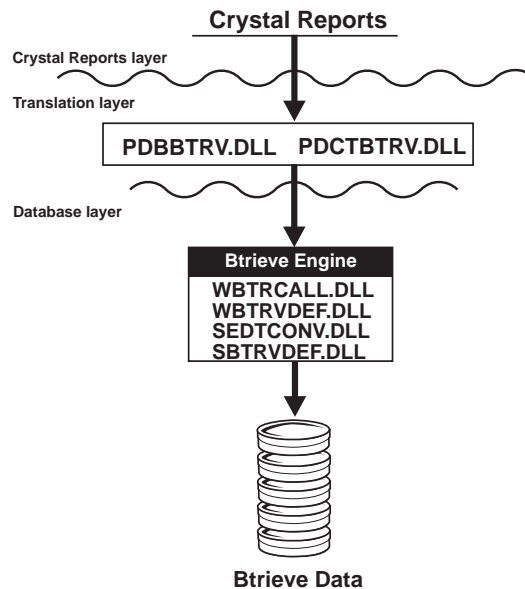 Crystal Reports
Crystal Reports layer
Translation layer
PDBBTRV.DLL PDCTBTRV.DLL
Database layer
Btrieve Engine
WBTRCALL.DLL
WBTRVDEF.DLL
SEDTCONV.DLL
SBTRVDEF.DLL
Btrieve Data